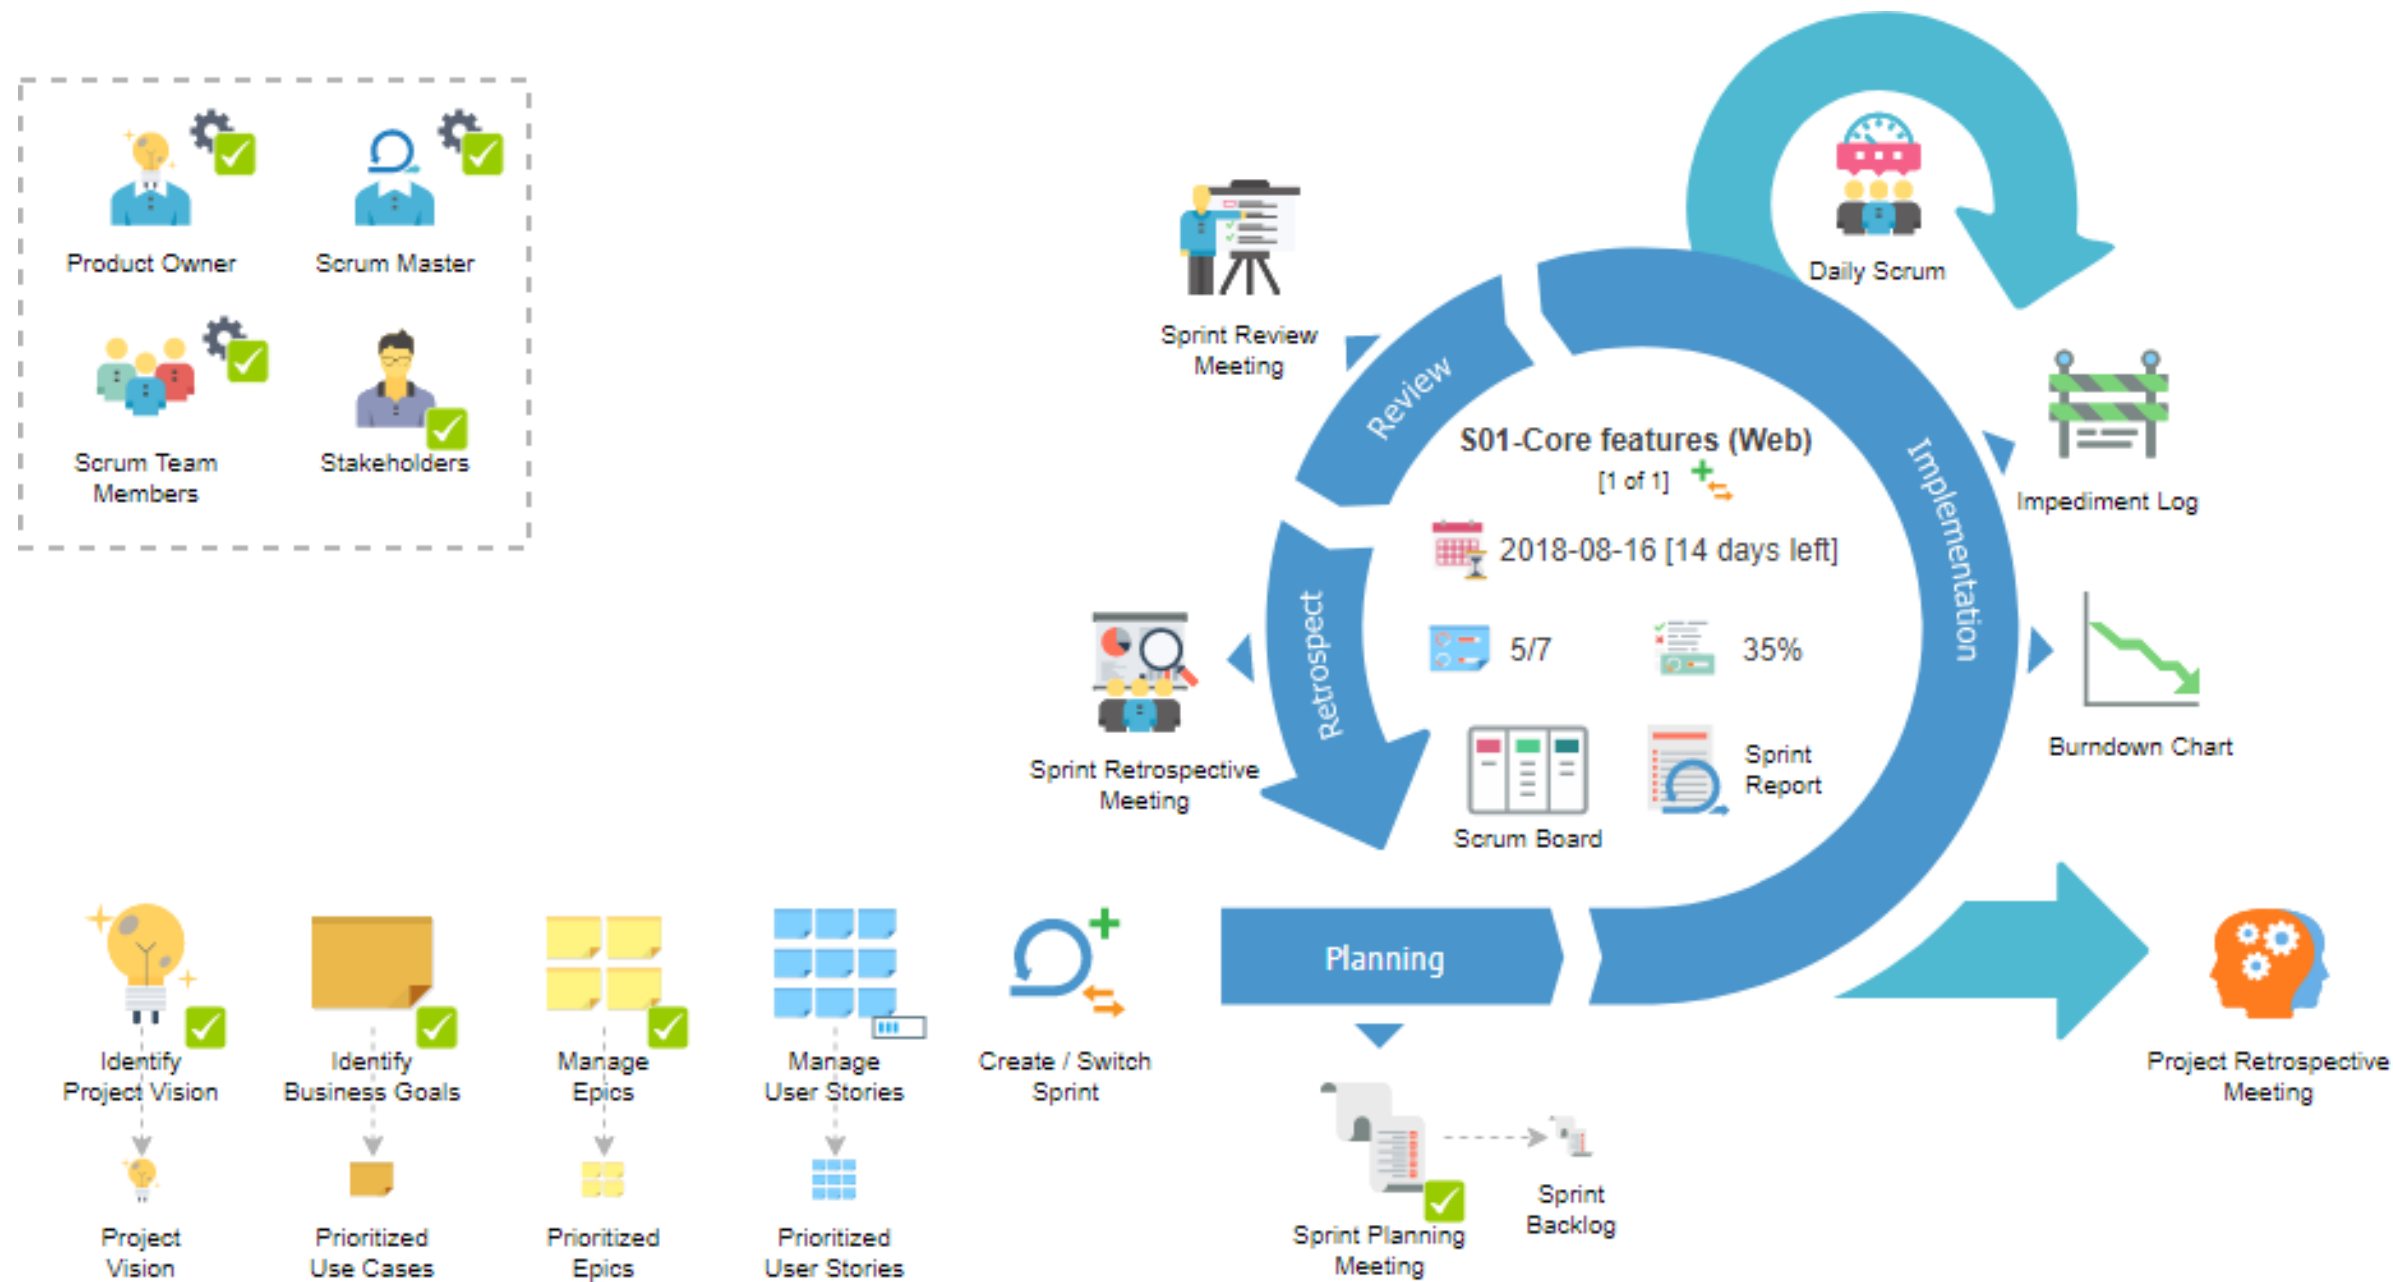 Product Owner
Scrum Master
Scrum Team
Members
Stakeholders
Daily Scrum
Sprint Review
Meeting
Review
Implementation
Impediment Log
S01-Core features (Web)
[1 of 1]
2018-08-16 [14 days left]
5/7
35%
Retrospect
Sprint Retrospective
Meeting
Scrum Board
Sprint
Report
Burndown Chart
Identify
Project Vision
Identify
Business Goals
Manage
Epics
Manage
User Stories
Create / Switch
Sprint
Planning
Project Retrospective
Meeting
Project
Vision
Prioritized
Use Cases
Prioritized
Epics
Prioritized
User Stories
Sprint Planning
Meeting
Sprint
Backlog